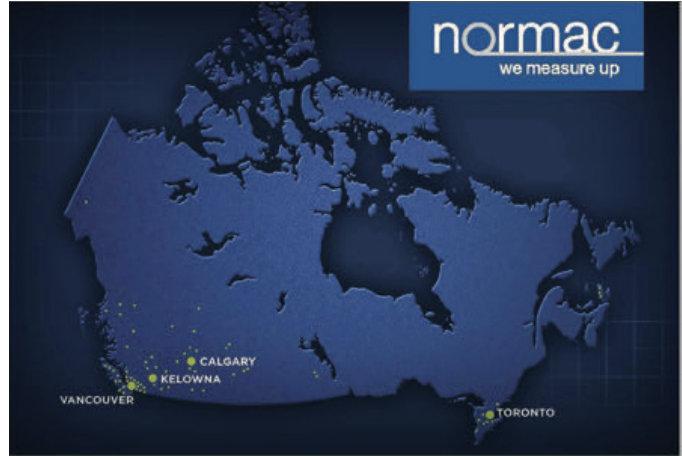 normac
we measure up
CALGARY
KELOWNA
VANCOUVER
TORONTO